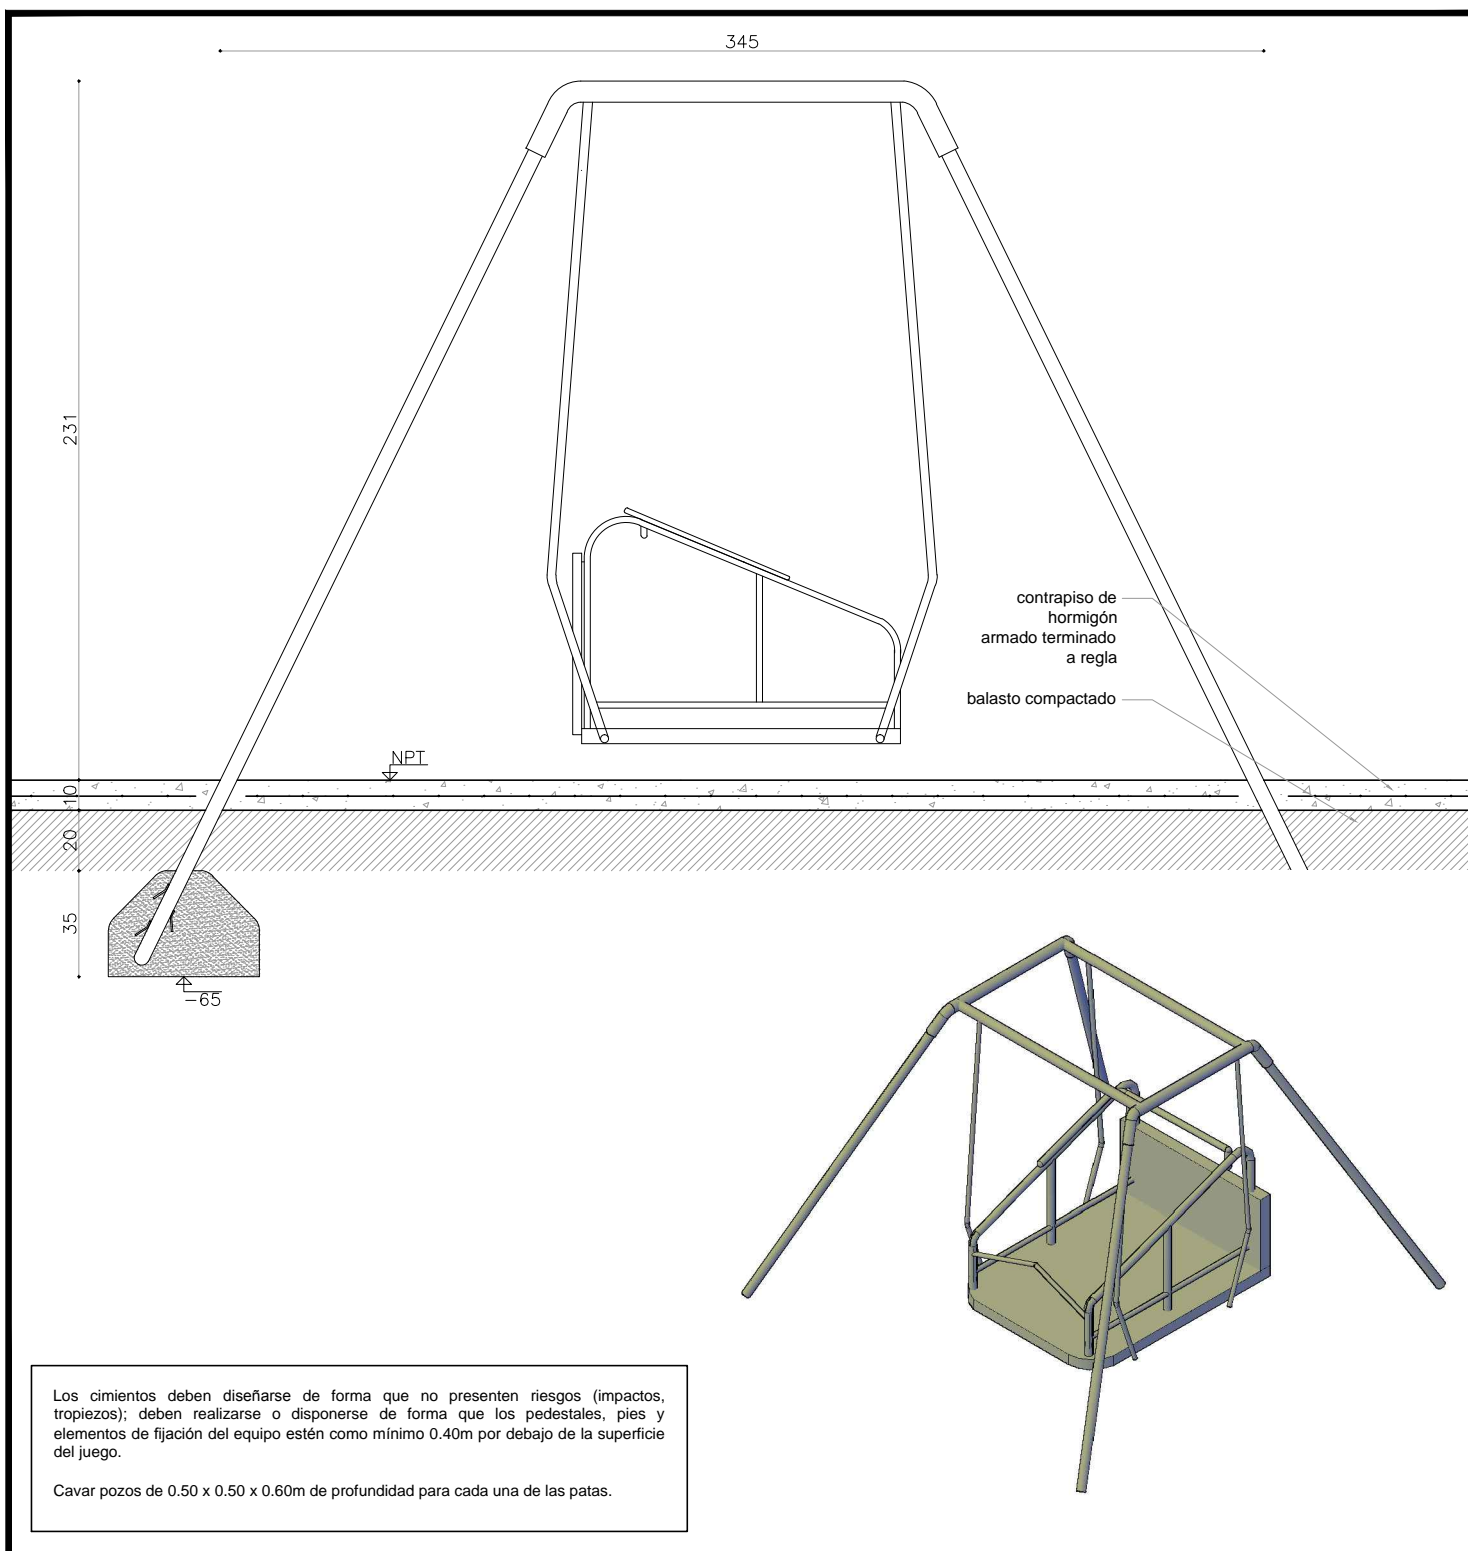 345
231
contrapiso de
hormigón
armado terminado
a regla
balasto compactado
NPT
10
20
35
-65
Los cimientos deben diseñarse de forma que no presenten riesgos (impactos,
tropiezos); deben realizarse o disponerse de forma que los pedestales, pies y
elementos de fijación del equipo estén como mínimo 0.40m por debajo de la superficie
del juego.
Cavar pozos de 0.50 x 0.50 x 0.60m de profundidad para cada una de las patas.